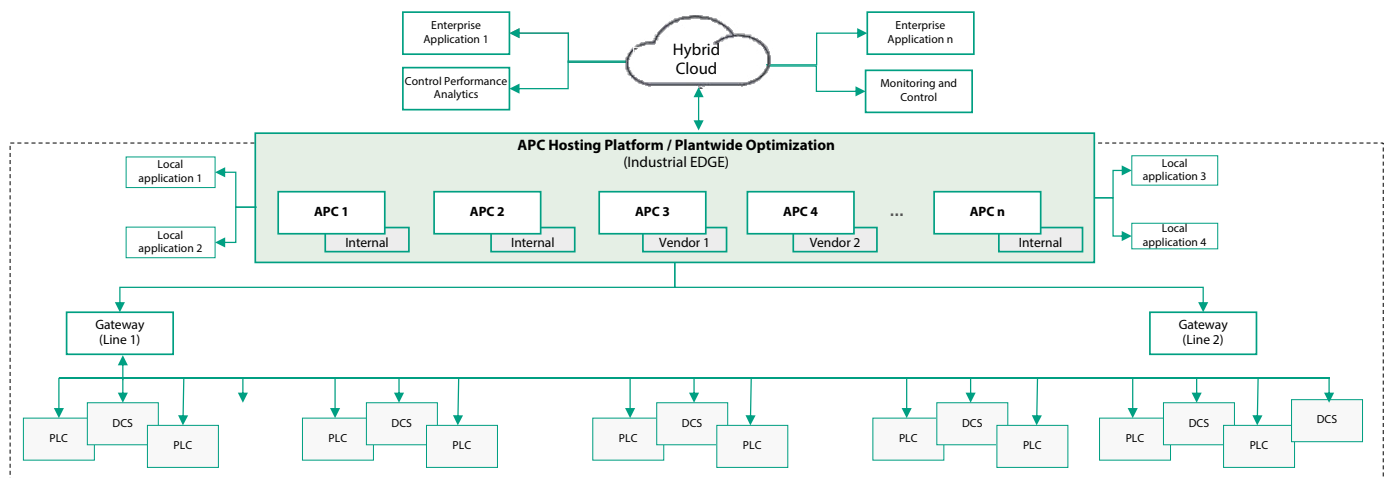 Enterprise
Application 1
Hybrid
Cloud
Enterprise
Application n
Control Performance
Analytics
Monitoring and
Control
APC Hosting Platform / Plantwide Optimization
(Industrial EDGE)
Local
application 1
Local
application 2
APC 1
Internal
APC 2
Internal
APC 3
Vendor 1
APC 4
Vendor 2
...
APC n
Internal
Local
application 3
Local
application 4
Gateway
(Line 1)
Gateway
(Line 2)
PLC
DCS
PLC
PLC
DCS
PLC
PLC
DCS
PLC
PLC
DCS
PLC
PLC
DCS
PLC
DCS